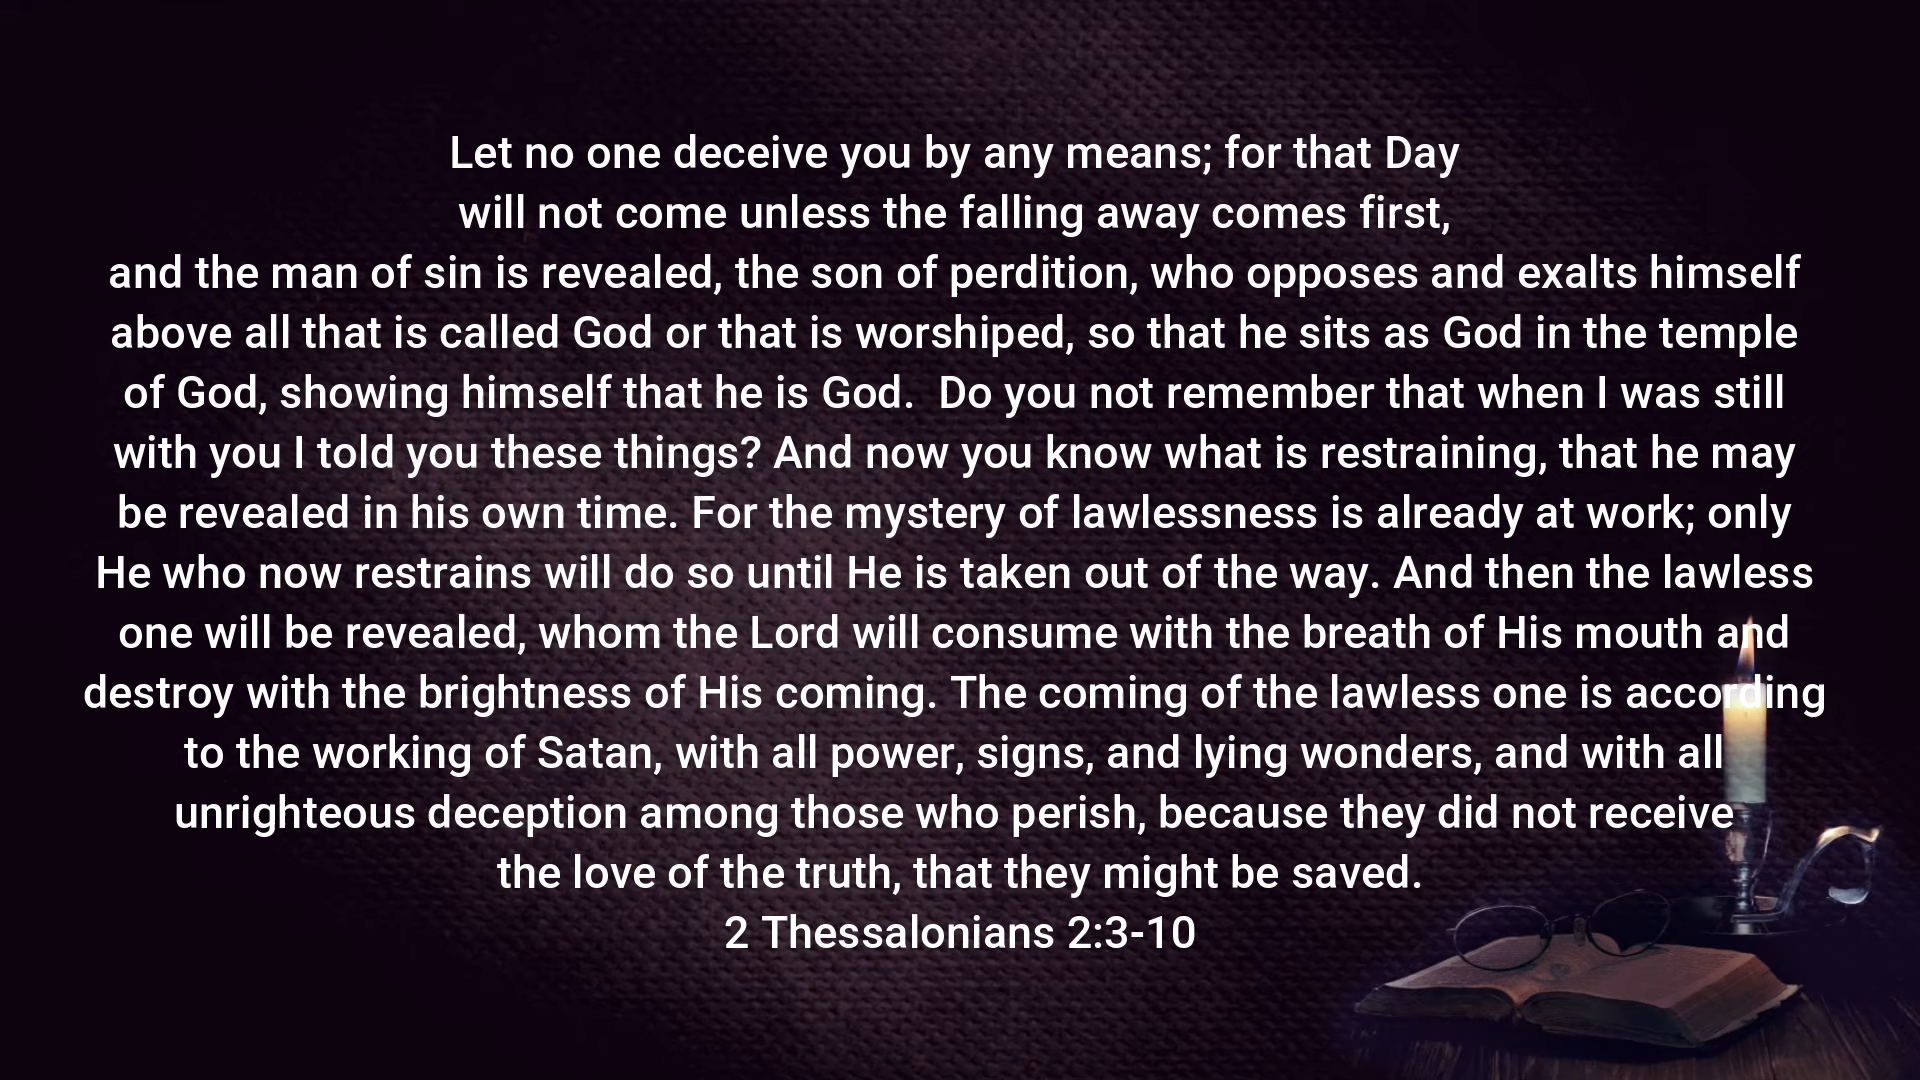 Let no one deceive you by any means; for that Day
will not come unless the falling away comes first,
and the man of sin is revealed, the son of perdition, who opposes and exalts himself
above all that is called God or that is worshiped, so that he sits as God in the temple
of God, showing himself that he is God.  Do you not remember that when I was still
with you I told you these things? And now you know what is restraining, that he may
be revealed in his own time. For the mystery of lawlessness is already at work; only
He who now restrains will do so until He is taken out of the way. And then the lawless
one will be revealed, whom the Lord will consume with the breath of His mouth and
destroy with the brightness of His coming. The coming of the lawless one is according
to the working of Satan, with all power, signs, and lying wonders, and with all
unrighteous deception among those who perish, because they did not receive
the love of the truth, that they might be saved.
2 Thessalonians 2:3-10